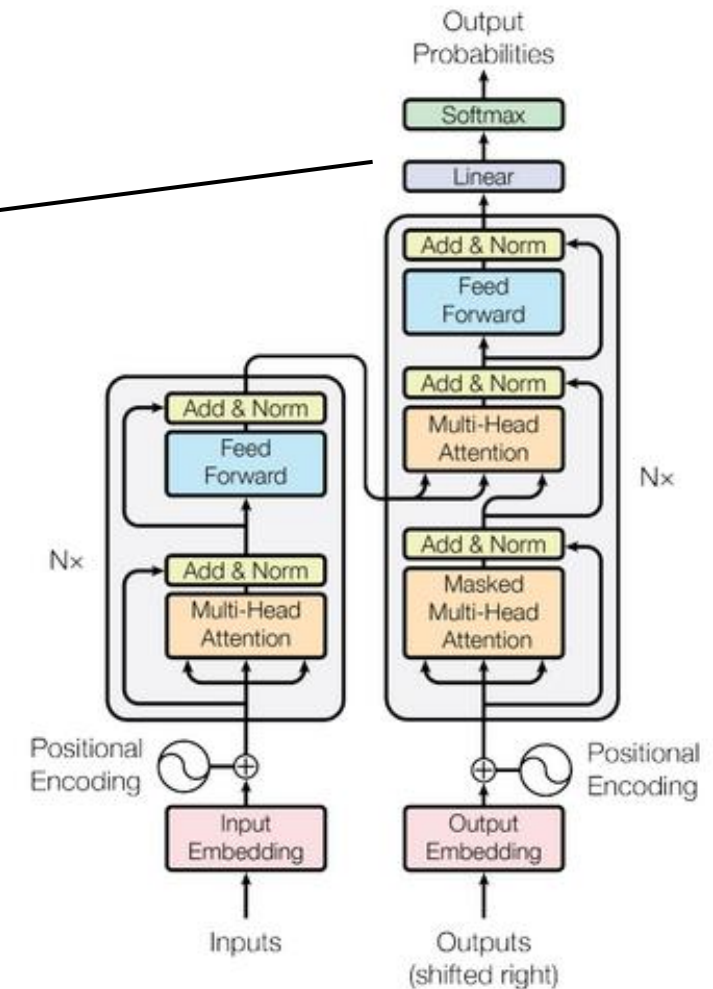 Output
Probabilities
Softmax
Linear
Add & Norm
Feed
Forward
Add & Norm
Multi-Head
Attention
Add & Norm
Masked
Multi-Head
Attention
Nx
Add & Norm
Feed
Forward
Add & Norm
Multi-Head
Attention
Nx
Positional
Encoding
Positional
Encoding
Input
Embedding
Output
Embedding
Inputs
Outputs
(shifted right)